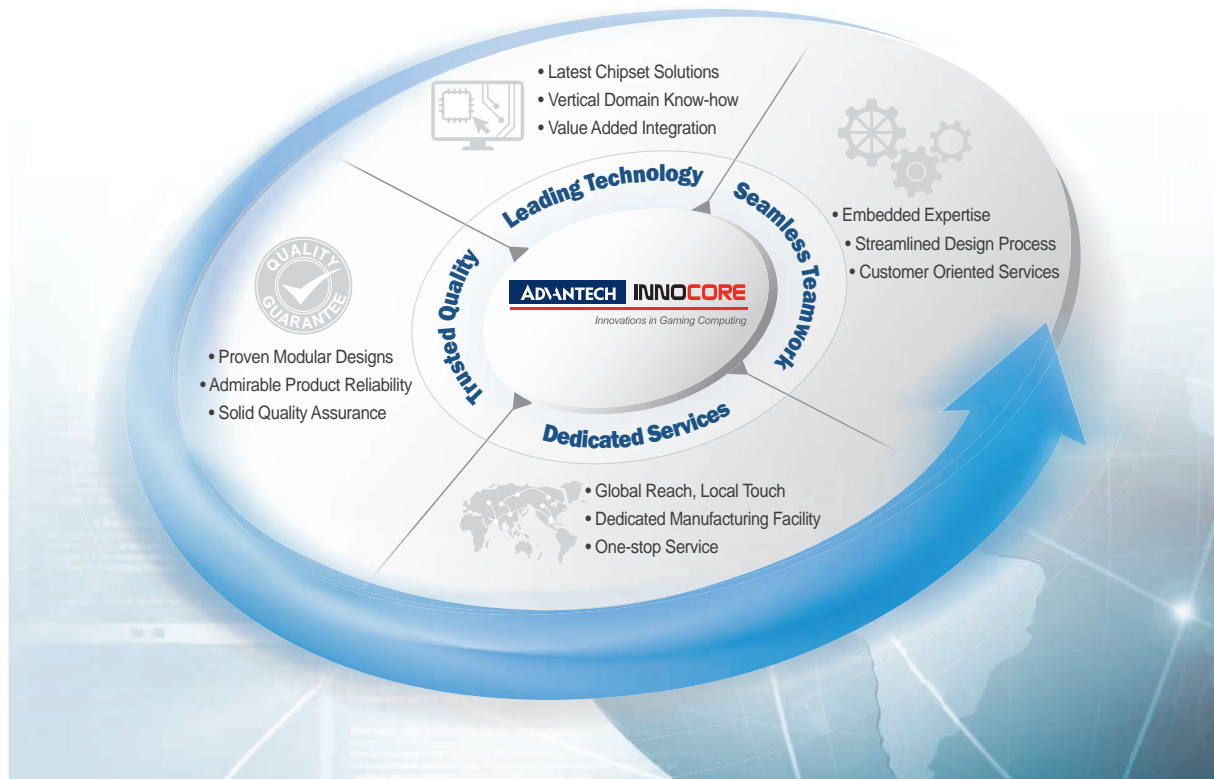 • Latest Chipset Solutions
• Vertical Domain Know-how
• Value Added Integration
Leading Technology
Seamless Teamwork
• Embedded Expertise
• Streamlined Design Process
• Customer Oriented Services
QUALITY
GUARANTEE
Trusted Quality
• Proven Modular Designs
• Admirable Product Reliability
• Solid Quality Assurance
ADVANTECH INNOCORE
Innovations in Gaming Computing
Dedicated Services
• Global Reach, Local Touch
• Dedicated Manufacturing Facility
• One-stop Service